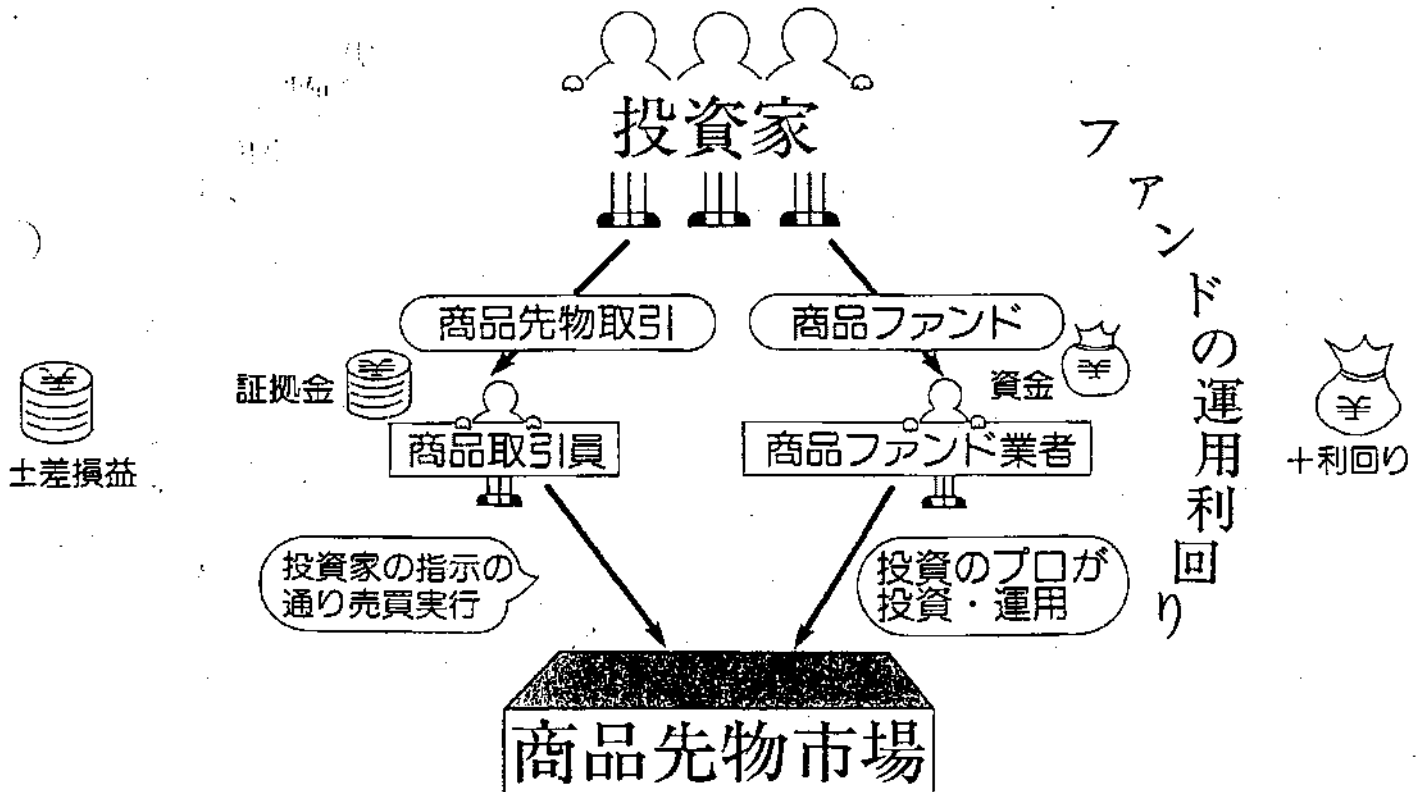 投資家
ファンドの運用利回り
商品先物取引
商品ファンド
証拠金
資金
商品取引員
商品ファンド業者
±差損益
+利回り
投資家の指示の
通り売買実行
投資のプロが
投資・運用
商品先物市場